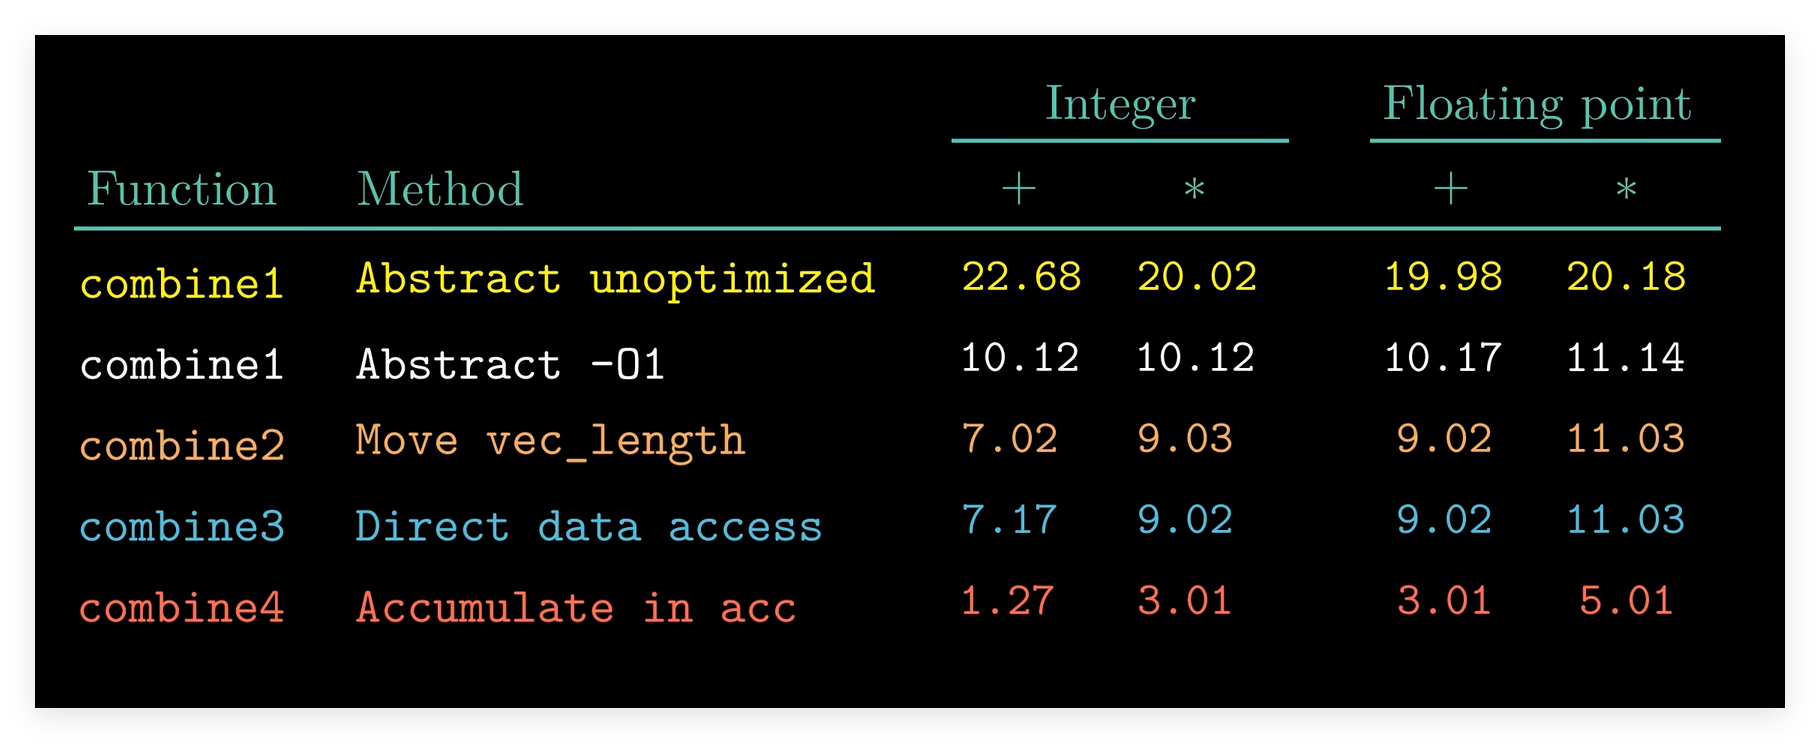 Integer Floating point
Function Method + * + *
combine1 Abstract unoptimized 22.68 20.02 19.98 20.18
combine1 Abstract -O1 10.12 10.12 10.17 11.14
combine2 Move vec_length 7.02 9.03 9.02 11.03
combine3 Direct data access 7.17 9.02 9.02 11.03
combine4 Accumulate in acc 1.27 3.01 3.01 5.01